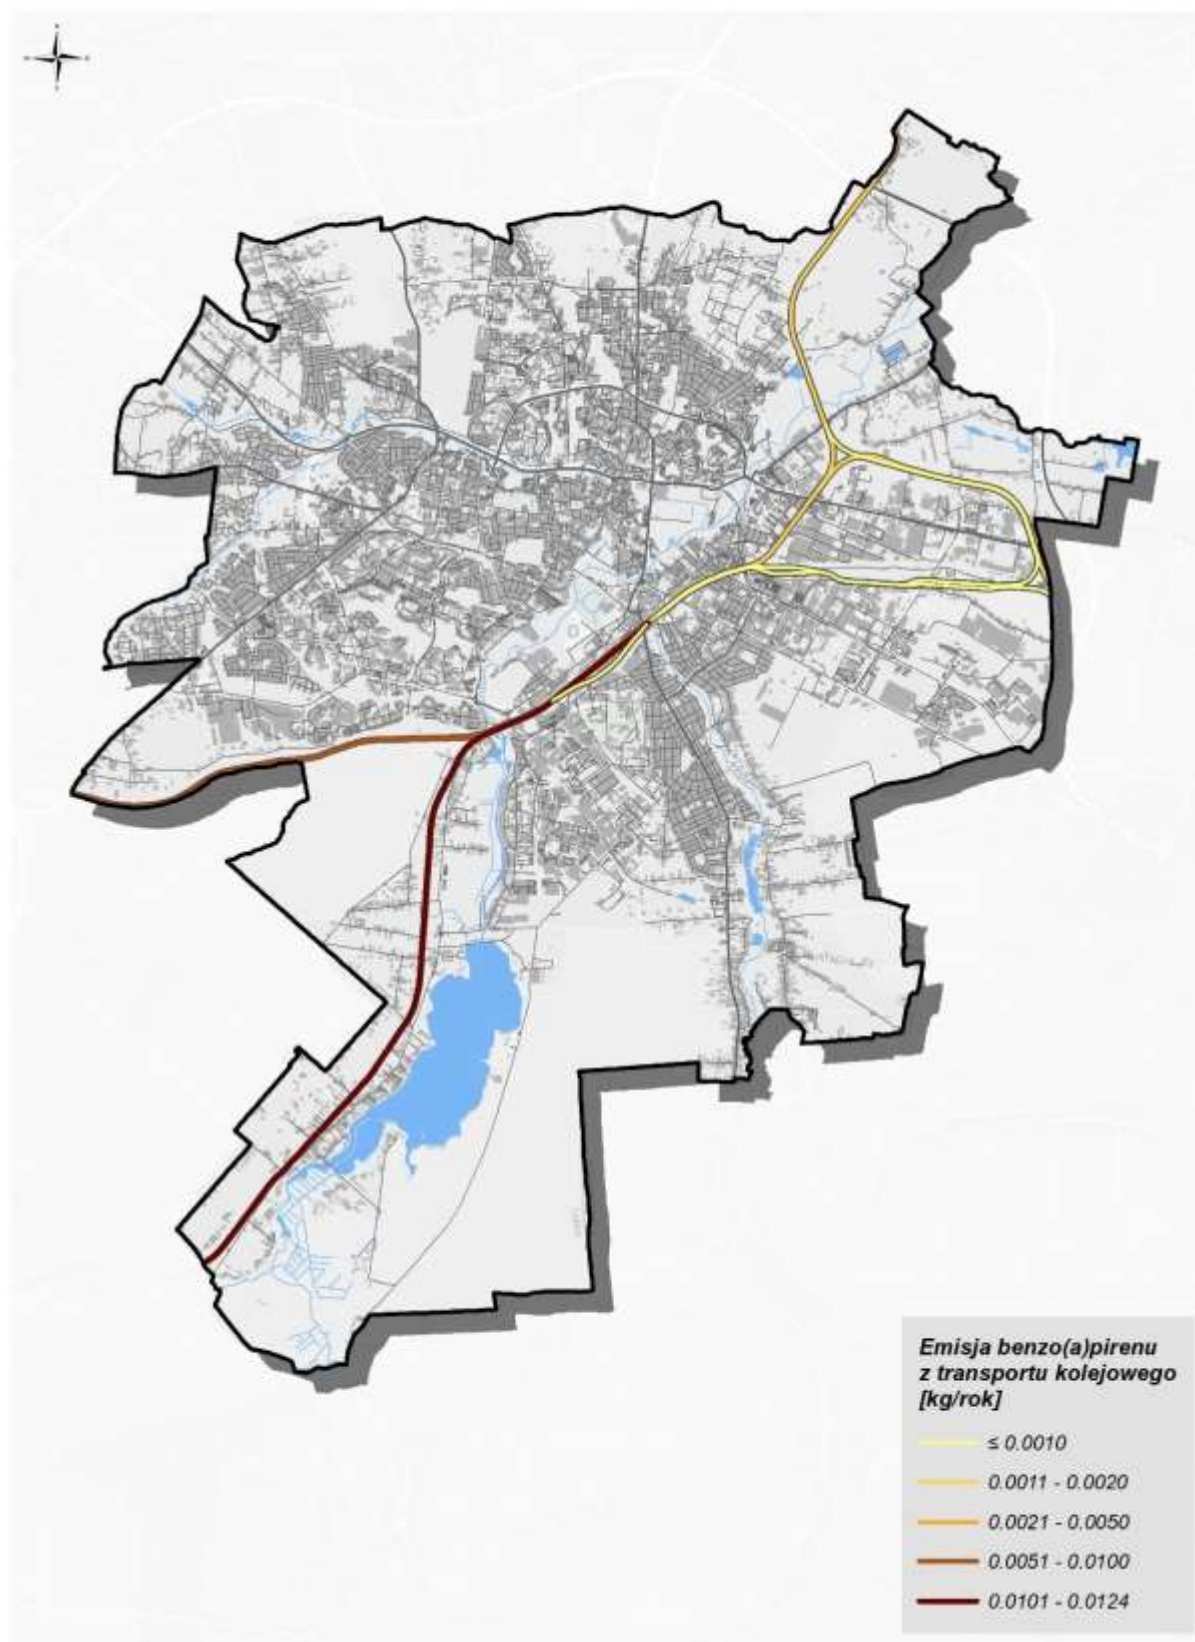 Emisja benzo(a)pirenu
z transportu kolejowego
[kg/rok]
≤ 0.0010
0.0011 - 0.0020
0.0021 - 0.0050
0.0051 - 0.0100
0.0101 - 0.0124